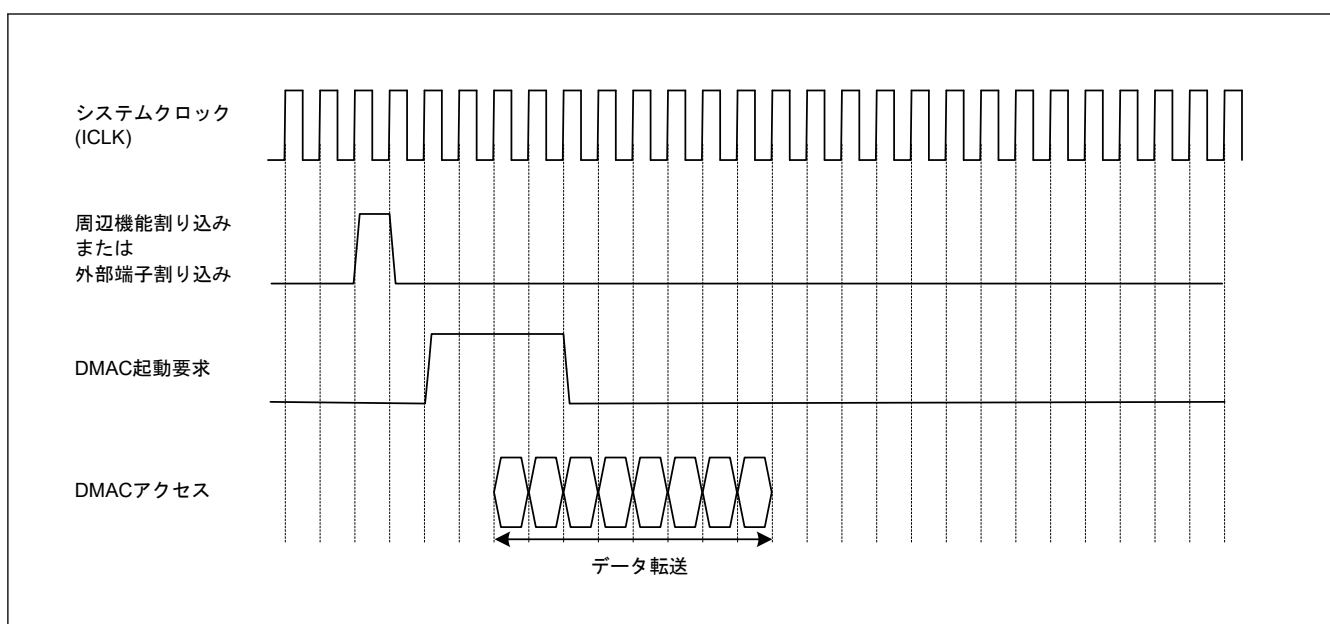 システムクロック
(ICLK)
周辺機能割り込み
または
外部端子割り込み
DMAC起動要求
DMACアクセス
データ転送